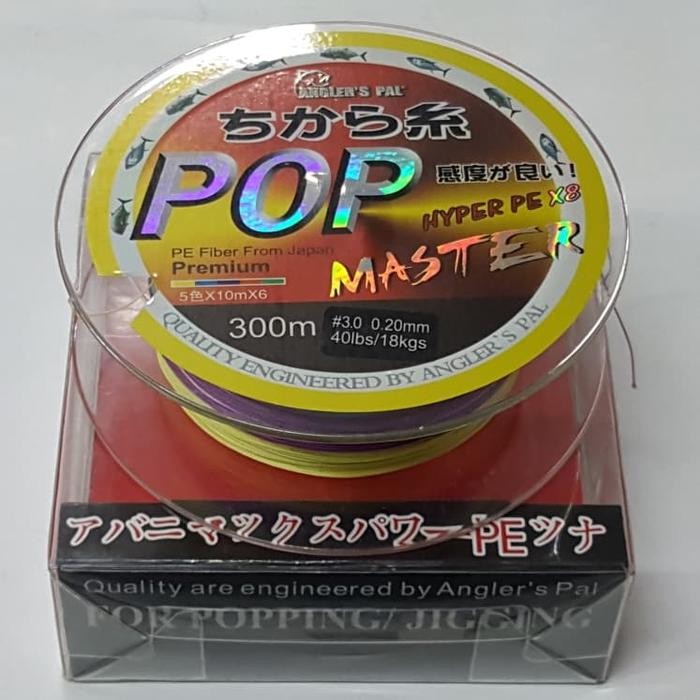 ANGLER'S PAL
ちから糸
POP
感度が良い!
HYPER PE X8
MASTER
PE Fiber From Japan
Premium
5色X10mX6
300m
#3.0 0.20mm
40lbs/18kgs
QUALITY ENGINEERED BY ANGLER'S PAL
アバニマックスパワーPEツナ
Quality are engineered by Angler's Pal
FOR POPPING/ JIGGING